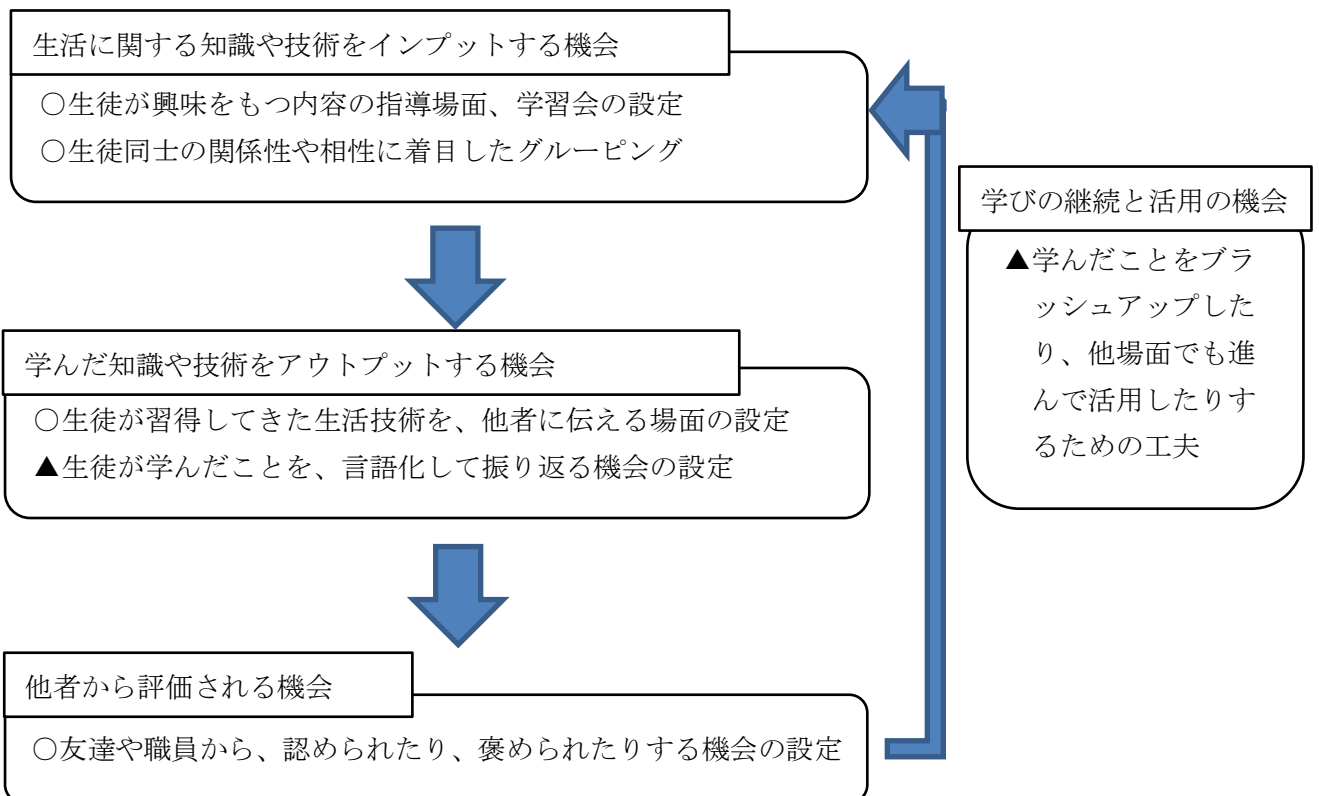 生活に関する知識や技術をインプットする機会
○生徒が興味をもつ内容の指導場面、学習会の設定
○生徒同士の関係性や相性に着目したグルーピング
学んだ知識や技術をアウトプットする機会
○生徒が習得してきた生活技術を、他者に伝える場面の設定
▲生徒が学んだことを、言語化して振り返る機会の設定
他者から評価される機会
○友達や職員から、認められたり、褒められたりする機会の設定
学びの継続と活用の機会
▲学んだことをブラ
ッシュアップした
り、他場面でも進
んで活用したりす
るための工夫